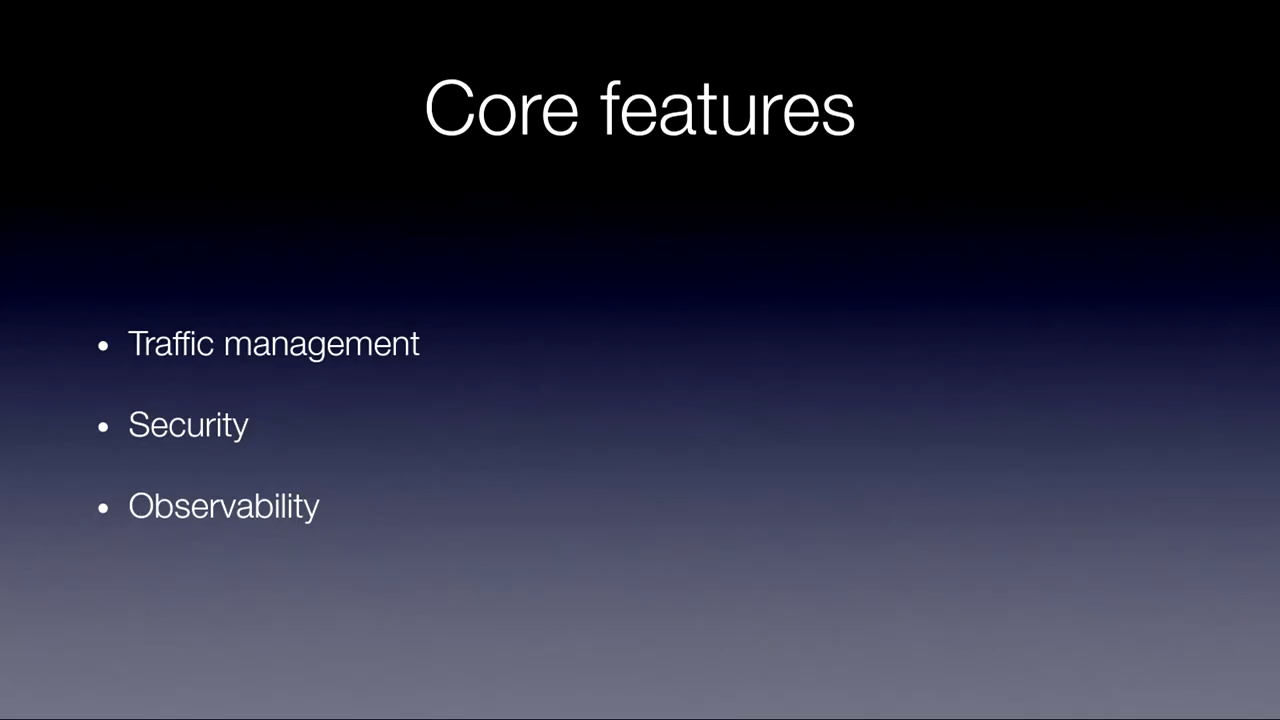 Core features
• Traffic management
• Security
• Observability